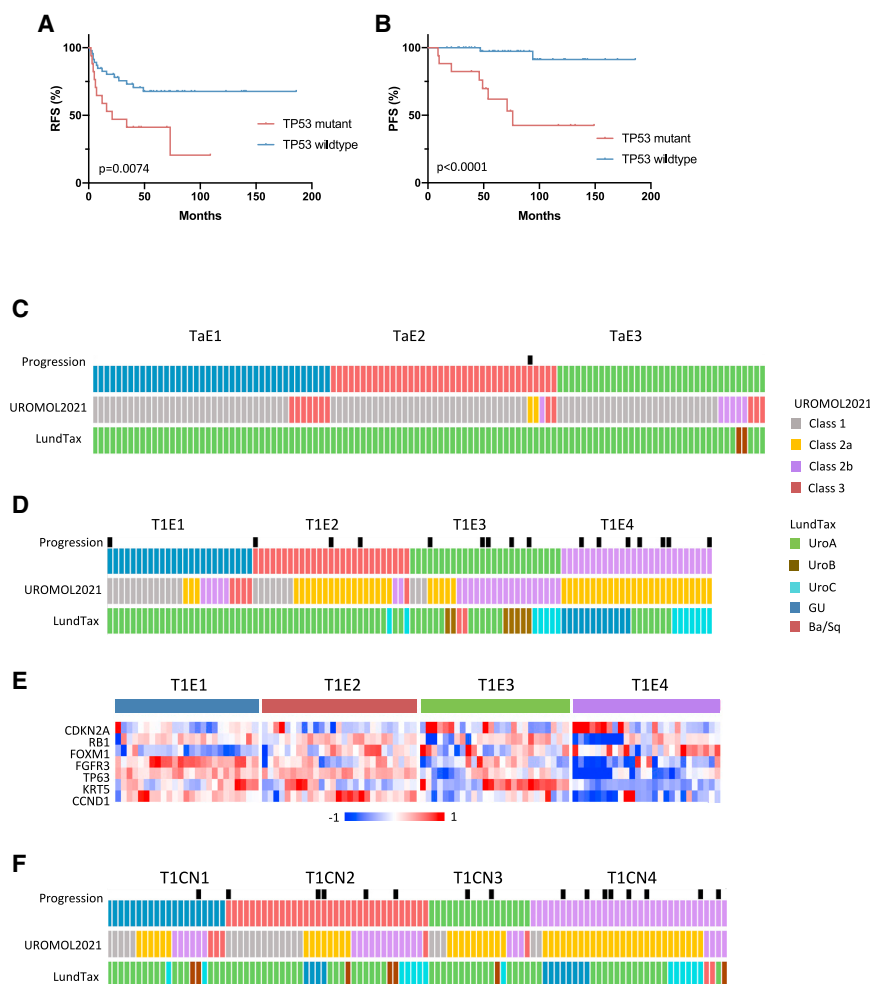 A
100
50
0
RFS (%)
TP53 mutant
TP53 wildtype
p=0.0074
0 50 100 150 200
Months
B
100
50
0
PFS (%)
TP53 mutant
TP53 wildtype
p<0.0001
0 50 100 150 200
Months
C
TaE1 TaE2 TaE3
Progression
UROMOL2021
LundTax
UROMOL2021
Class 1
Class 2a
Class 2b
Class 3
LundTax
UroA
UroB
UroC
GU
Ba/Sq
D
T1E1 T1E2 T1E3 T1E4
Progression
UROMOL2021
LundTax
E
T1E1 T1E2 T1E3 T1E4
CDKN2A
RB1
FOXM1
FGFR3
TP63
KRT5
CCND1
-1 1
F
T1CN1 T1CN2 T1CN3 T1CN4
Progression
UROMOL2021
LundTax